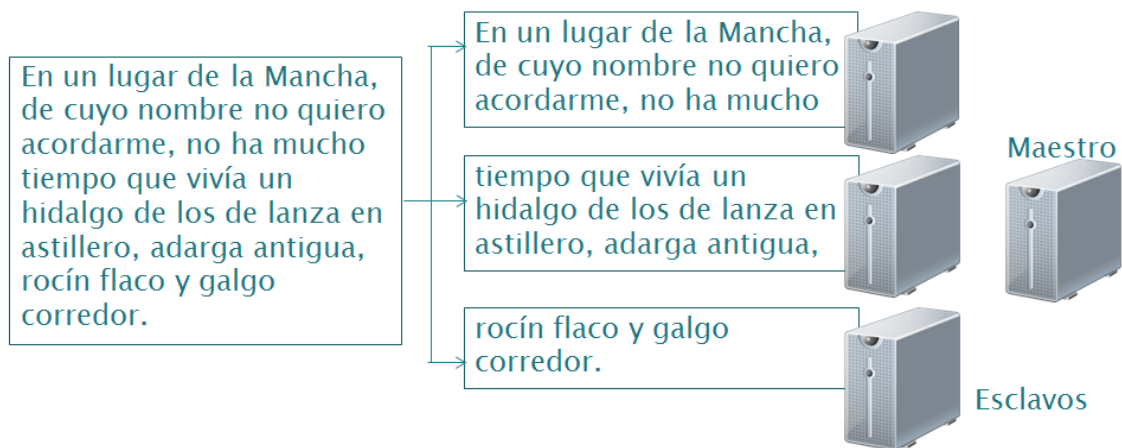 En un lugar de la Mancha,
de cuyo nombre no quiero
acordarme, no ha mucho
tiempo que vivía un
hidalgo de los de lanza en
astillero, adarga antigua,
rocín flaco y galgo
corredor.
En un lugar de la Mancha,
de cuyo nombre no quiero
acordarme, no ha mucho
tiempo que vivía un
hidalgo de los de lanza en
astillero, adarga antigua,
rocín flaco y galgo
corredor.
Maestro
Esclavos